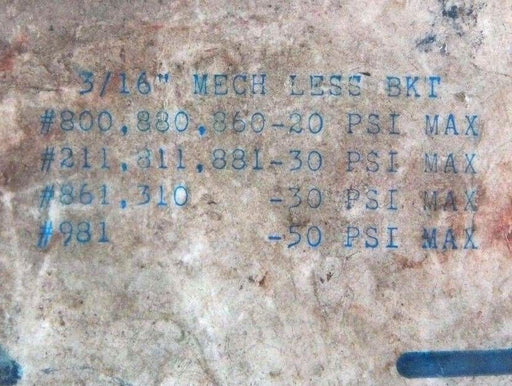 3/16" MECH LESS BKT
#800,880,860-20 PSI MAX
#211,811,881-30 PSI MAX
#861,310 -30 PSI MAX
#981 -50 PSI MAX